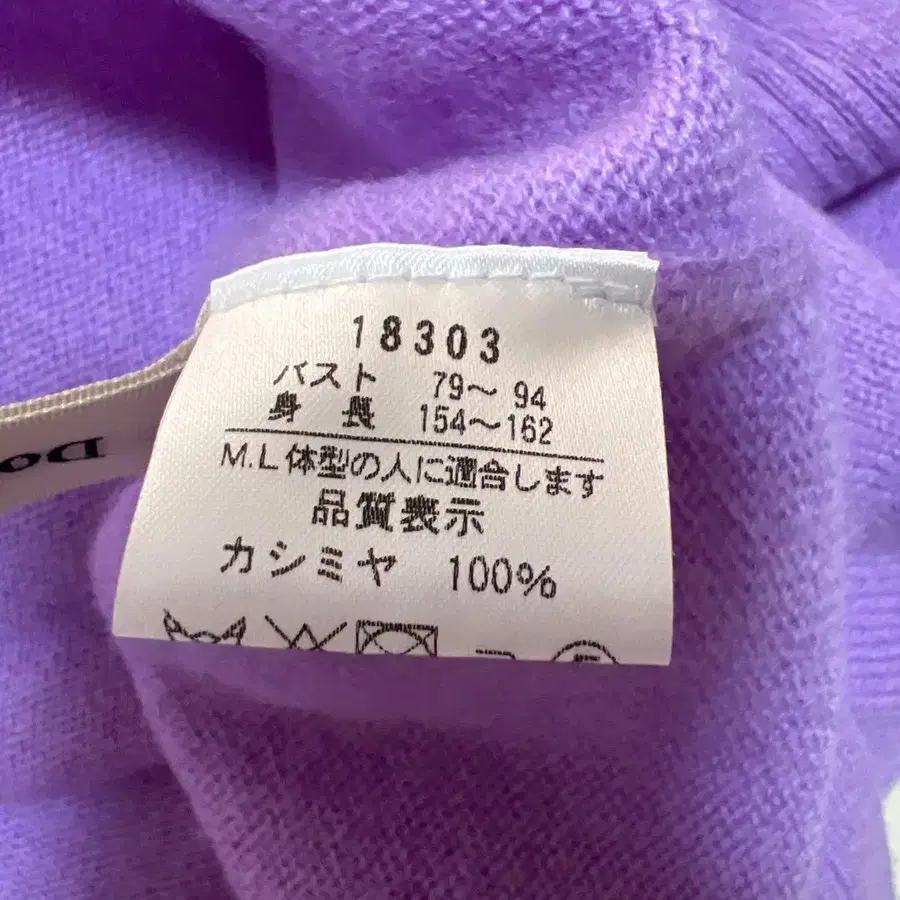 18303
バスト 79〜 94
身 長 154〜162
M.L体型の人に適合します
品質表示
カシミヤ 100%
Do